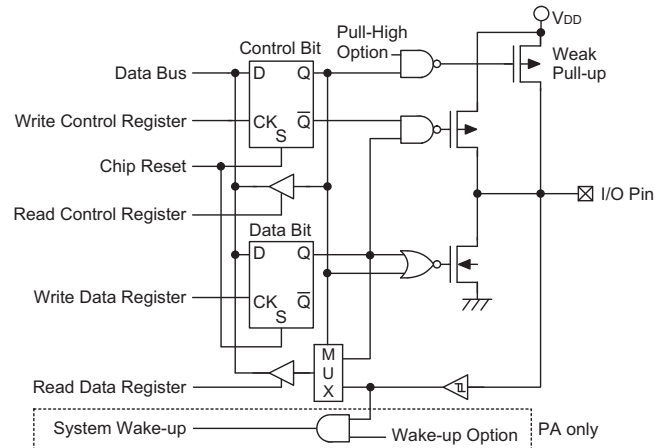 VDD
Pull-High
Option
Control Bit
Weak
Pull-up
Data Bus
D
Q
Write Control Register
CK
Q
S
Chip Reset
Read Control Register
I/O Pin
Data Bit
D
Q
Write Data Register
CK
Q
S
M
U
X
Read Data Register
System Wake-up
Wake-up Option
PA only